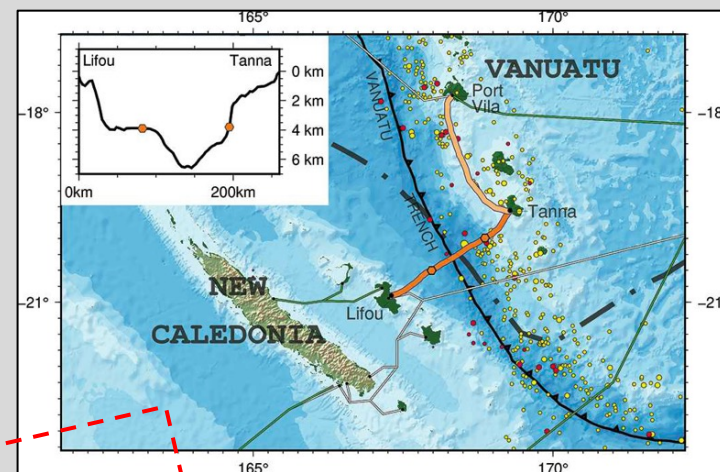 165°
170°
Lifou
Tanna
0 km
2 km
4 km
6 km
0km
200km
VANUATU
Port
Vila
VANUATU
TRENCH
Tanna
-18°
-18°
-21°
-21°
NEW
CALEDONIA
Lifou
165°
170°